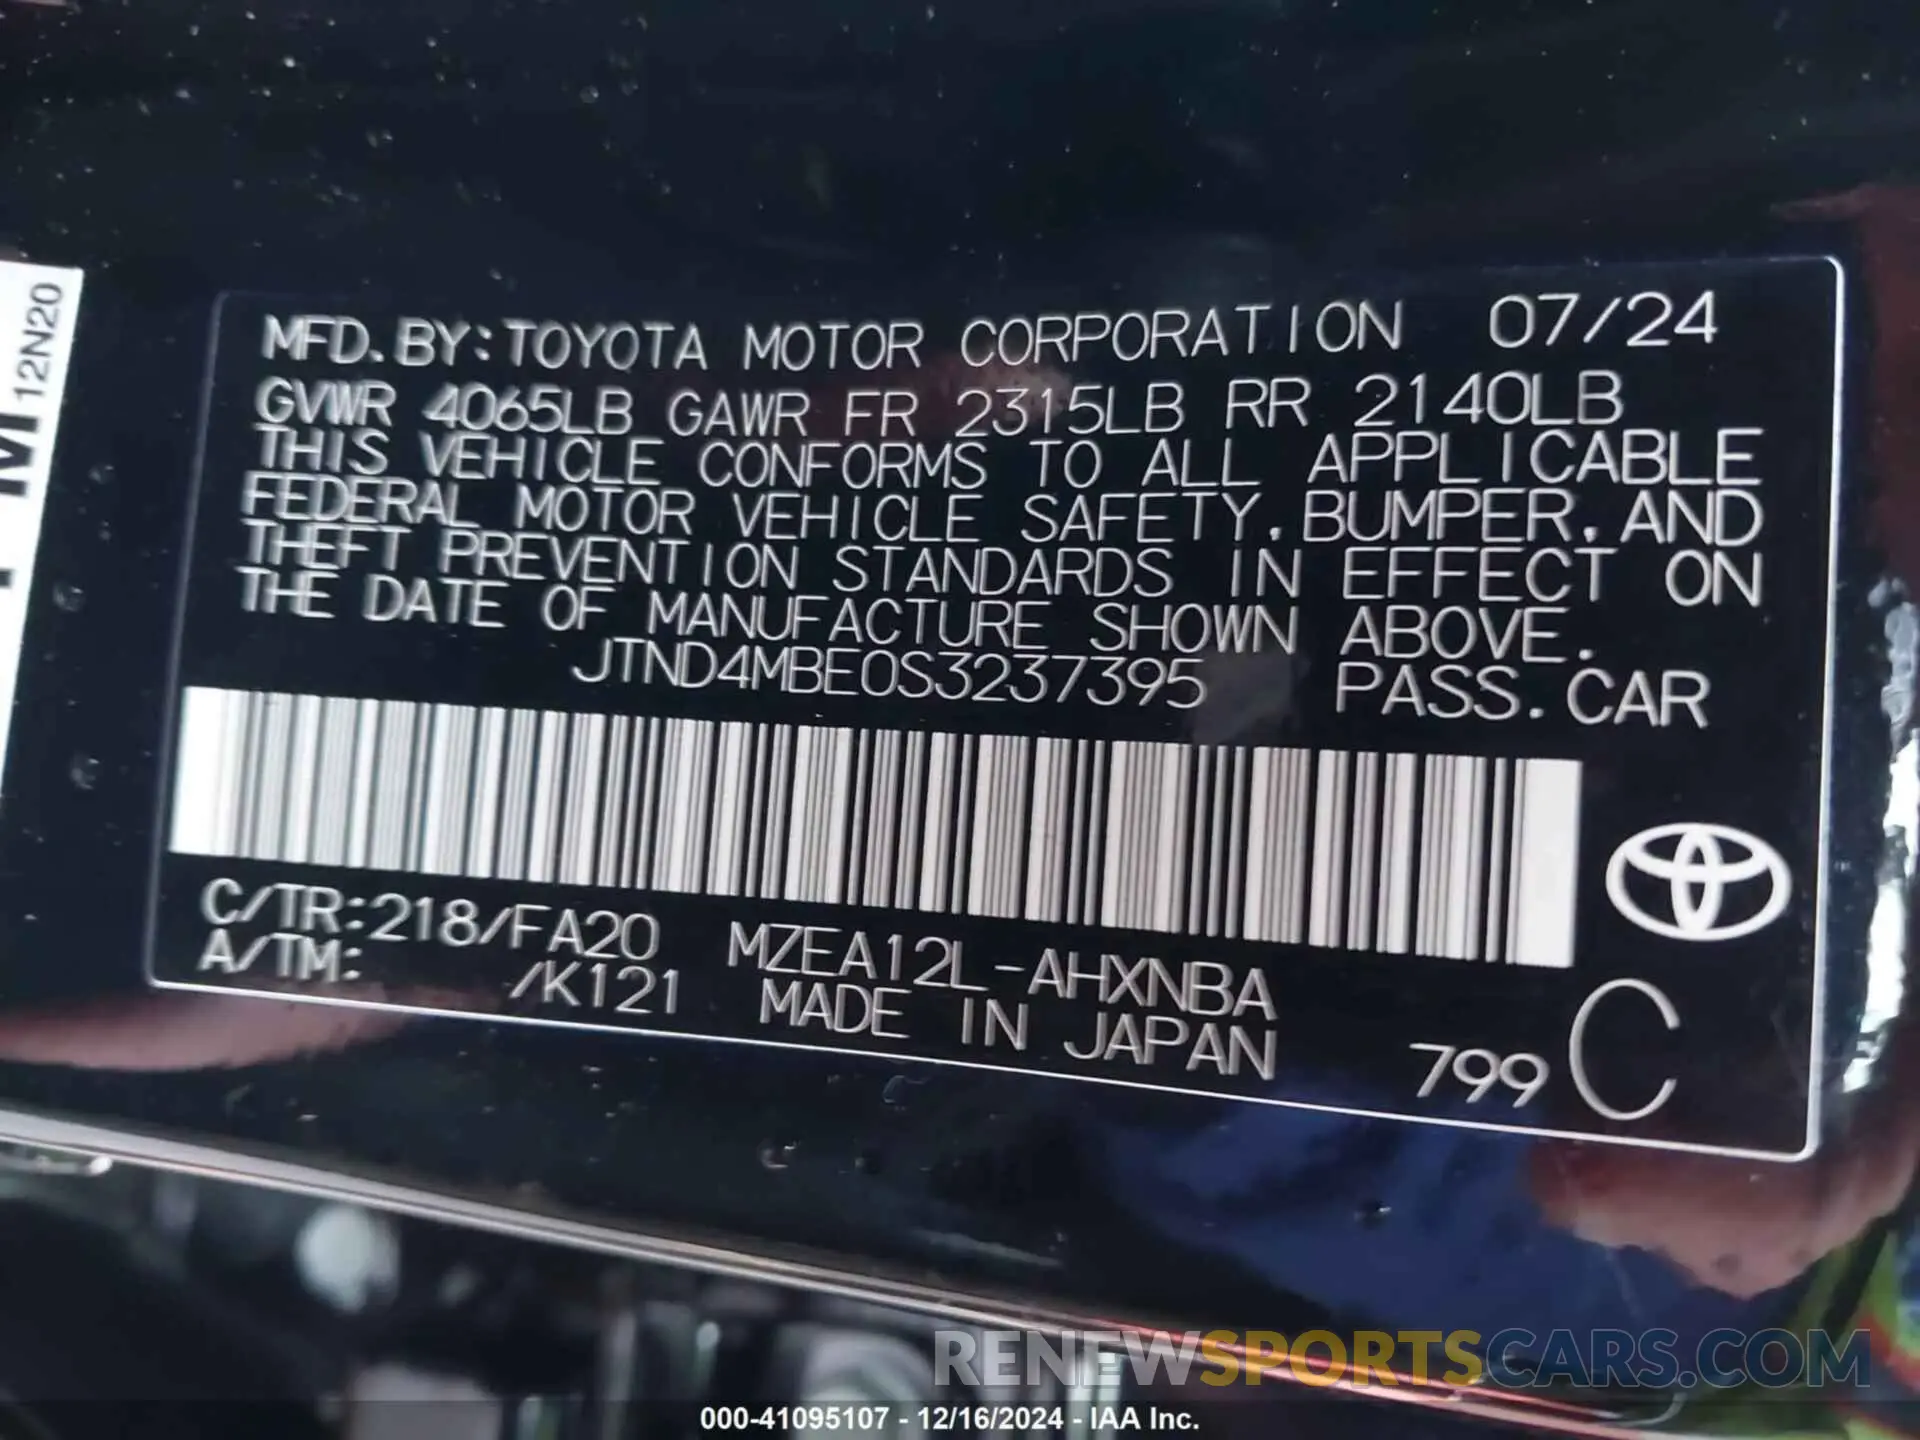 MFD.BY:TOYOTA MOTOR CORPORATION 07/24
GVWR 4065LB GAWR FR 2315LB RR 2140LB
THIS VEHICLE CONFORMS TO ALL APPLICABLE
FEDERAL MOTOR VEHICLE SAFETY, BUMPER, AND
THEFT PREVENTION STANDARDS IN EFFECT ON
THE DATE OF MANUFACTURE SHOWN ABOVE.
JTND4MBE0S3237395 PASS.CAR
C/TR:218/FA20 MZEA12L-AHXNBA
A/TM: /K121 MADE IN JAPAN 799 C
12N20
RENEWSPORTSCARS.COM
000-41095107 - 12/16/2024 - IAA Inc.